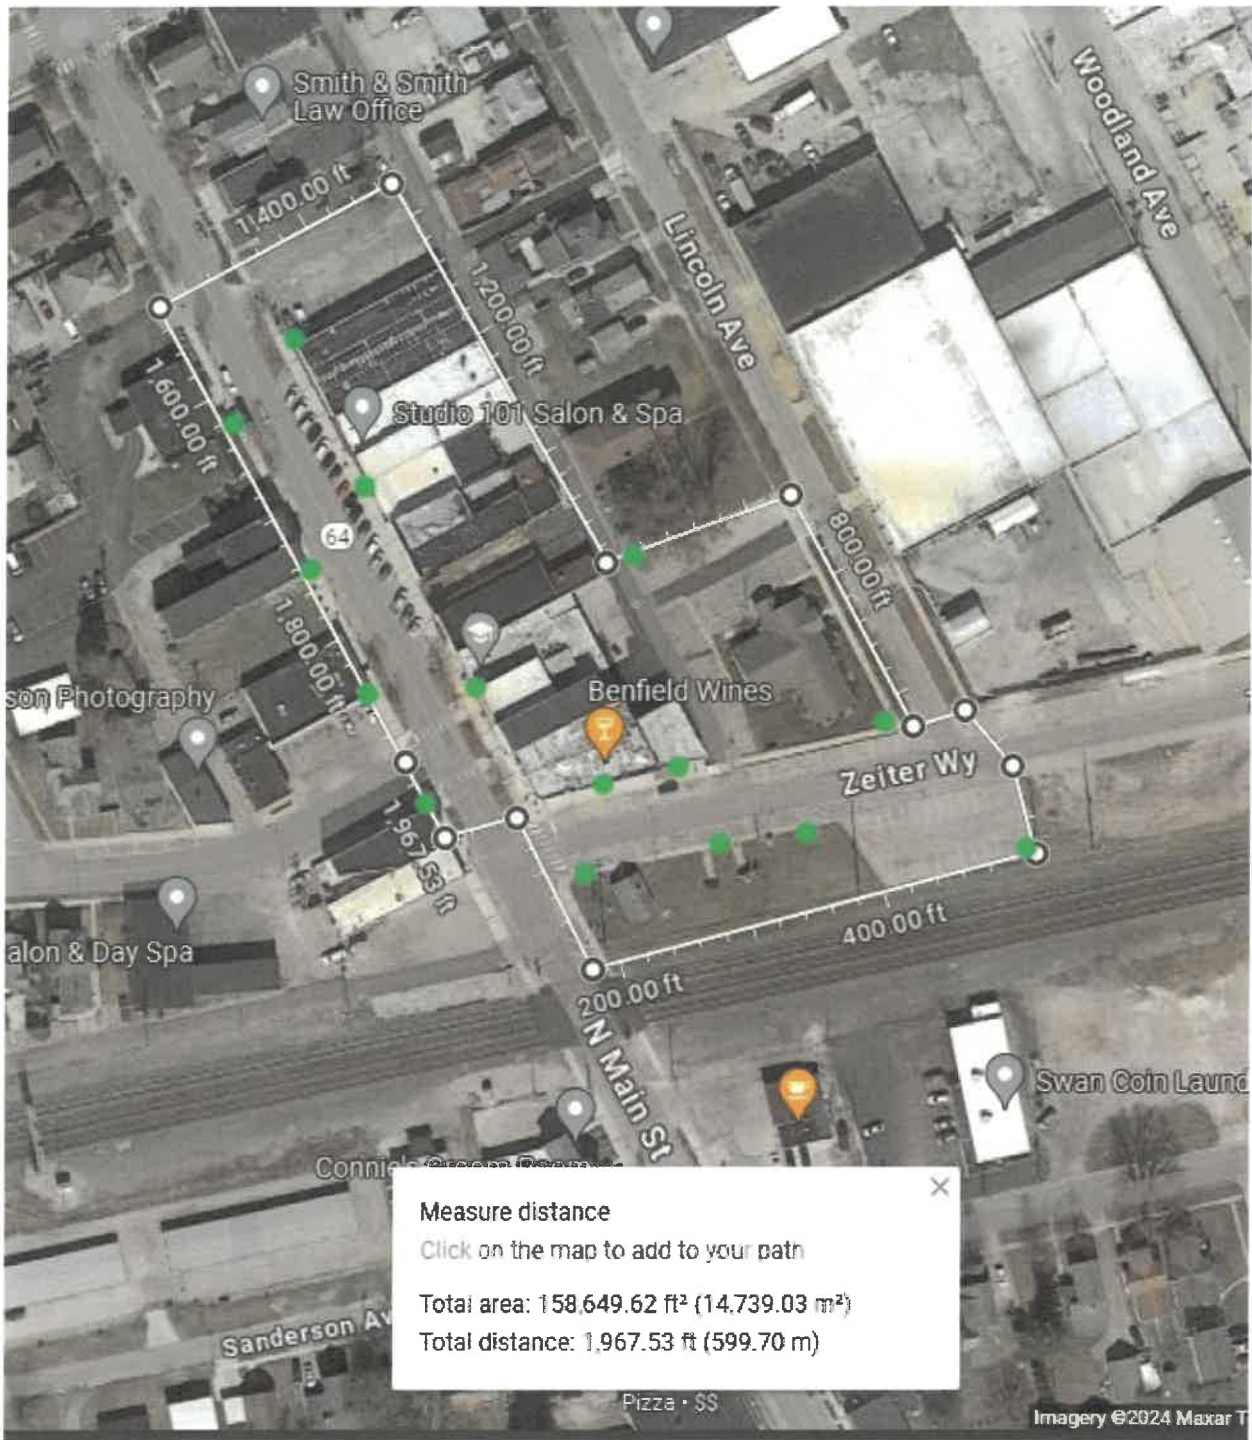 Smith & Smith
Law Office
Woodland Ave
1,400.00 ft
Lincoln Ave
1,200.00 ft
1,600.00 ft
Studio 101 Salon & Spa
64
800.00 ft
1,800.00 ft
son Photography
Benfield Wines
Zeiter Wy
1,967.53 ft
400.00 ft
alon & Day Spa
200.00 ft
N Main St
Swan Coin Laund
Connie's
Measure distance
Click on the map to add to your path
Total area: 158,649.62 ft² (14,739.03 m²)
Total distance: 1,967.53 ft (599.70 m)
Sanderson Av
Pizza • $$
Imagery ©2024 Maxar T